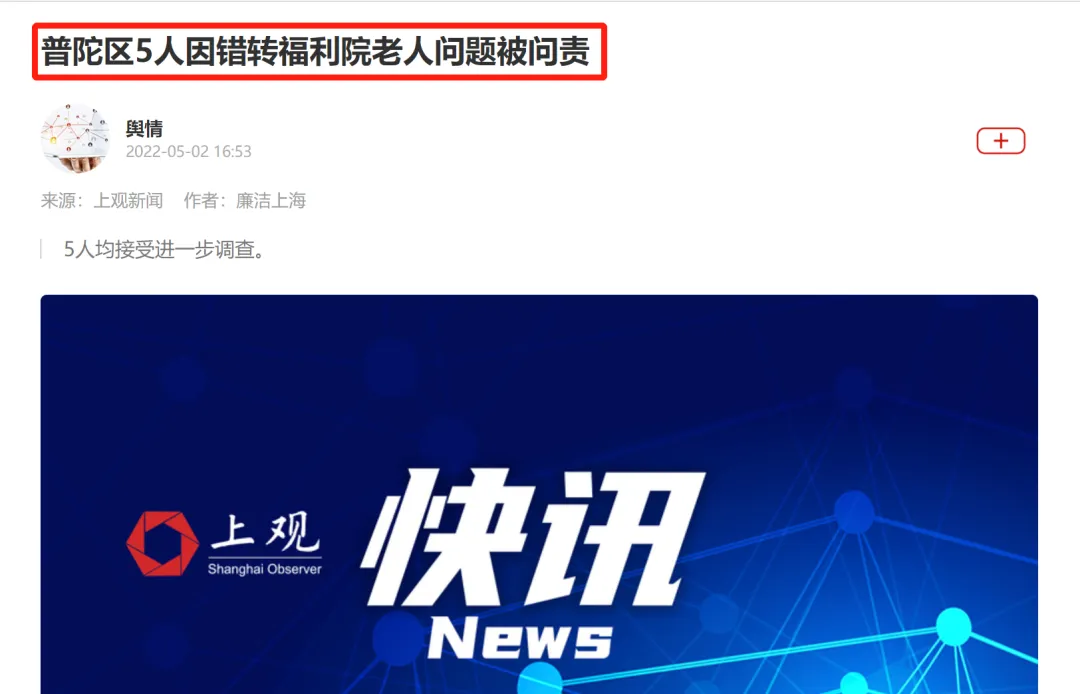 普陀区5人因错转福利院老人问题被问责
舆情
2022-05-02 16:53
来源：上观新闻 作者：廉洁上海
5人均接受进一步调查。
上观
Shanghai Observer
快讯
News